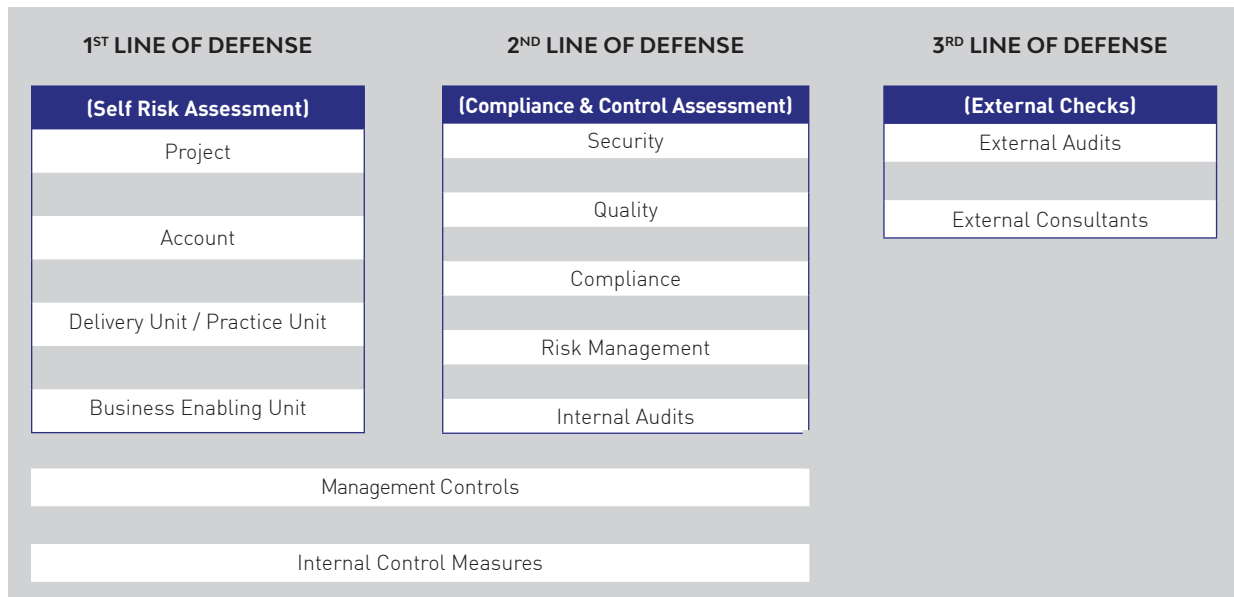 1ST LINE OF DEFENSE
(Self Risk Assessment)
Project
Account
Delivery Unit / Practice Unit
Business Enabling Unit
2ND LINE OF DEFENSE
(Compliance & Control Assessment)
Security
Quality
Compliance
Risk Management
Internal Audits
3RD LINE OF DEFENSE
(External Checks)
External Audits
External Consultants
Management Controls
Internal Control Measures